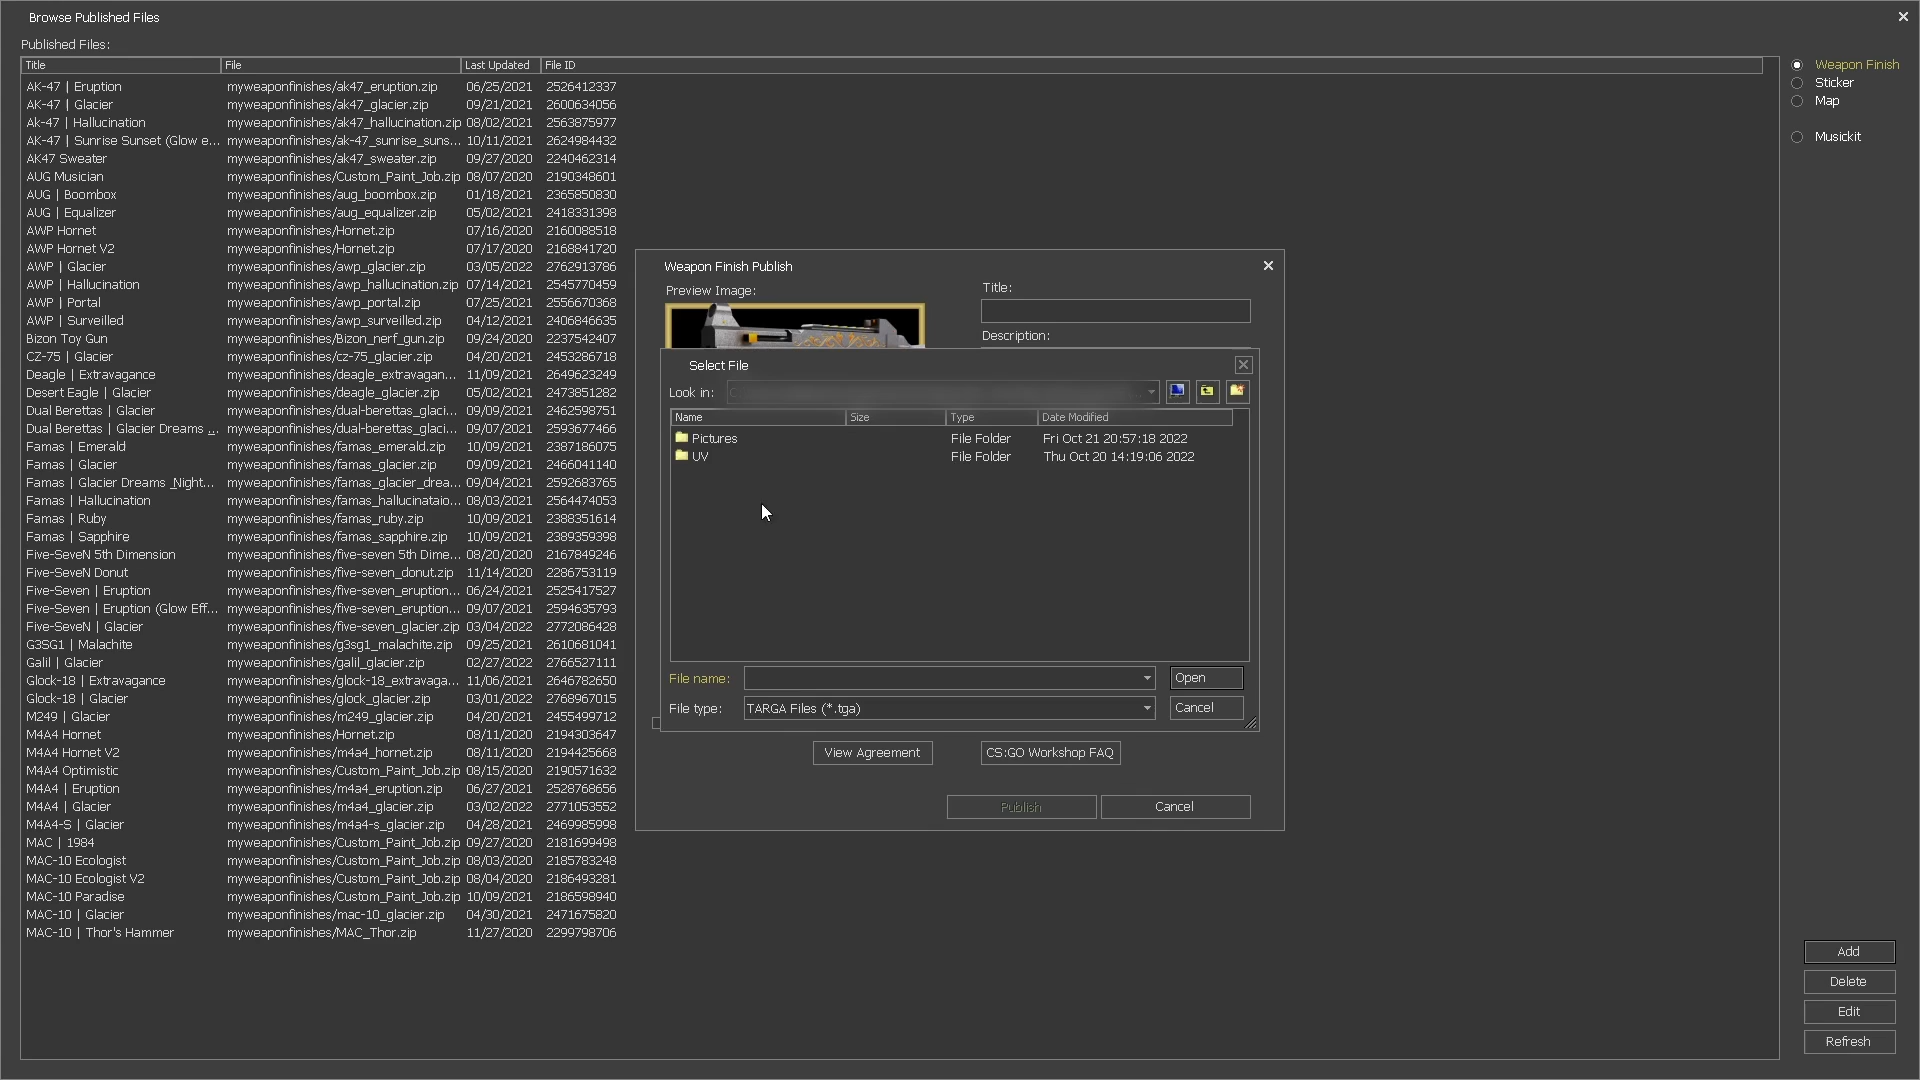 Browse Published Files
Published Files:
Title File Last Updated File ID
AK-47 | Eruption myweaponfinishes/ak47_eruption.zip 06/25/2021 2526412337
AK-47 | Glacier myweaponfinishes/ak47_glacier.zip 09/21/2021 2600634056
Ak-47 | Hallucination myweaponfinishes/ak47_hallucination.zip 08/02/2021 2563875977
Ak-47 | Sunrise Sunset (Glow e... myweaponfinishes/ak-47_sunrise_suns... 10/11/2021 2624984432
AK47 Sweater myweaponfinishes/ak47_sweater.zip 09/27/2020 2240462314
AUG Musician myweaponfinishes/Custom_Paint_Job.zip 08/07/2020 2190348601
AUG | Boombox myweaponfinishes/aug_boombox.zip 01/18/2021 2365850830
AUG | Equalizer myweaponfinishes/aug_equalizer.zip 05/02/2021 2418331398
AWP Hornet myweaponfinishes/Hornet.zip 07/16/2020 2160088518
AWP Hornet V2 myweaponfinishes/Hornet.zip 07/17/2020 2168841720
AWP | Glacier myweaponfinishes/awp_glacier.zip 03/05/2022 2762913786
AWP | Hallucination myweaponfinishes/awp_hallucination.zip 07/14/2021 2545770459
AWP | Portal myweaponfinishes/awp_portal.zip 07/25/2021 2556670368
AWP | Surveilled myweaponfinishes/awp_surveilled.zip 04/12/2021 2406846635
Bizon Toy Gun myweaponfinishes/Bizon_nerf_gun.zip 09/24/2020 2237542407
CZ-75 | Glacier myweaponfinishes/cz-75_glacier.zip 04/20/2021 2453286718
Deagle | Extravagance myweaponfinishes/deagle_extravagan... 11/09/2021 2649623249
Desert Eagle | Glacier myweaponfinishes/deagle_glacier.zip 05/02/2021 2473851282
Dual Berettas | Glacier myweaponfinishes/dual-berettas_glaci... 09/09/2021 2462598751
Dual Berettas | Glacier Dreams _... myweaponfinishes/dual-berettas_glaci... 09/07/2021 2593677466
Famas | Emerald myweaponfinishes/famas_emerald.zip 10/09/2021 2387186075
Famas | Glacier myweaponfinishes/famas_glacier.zip 09/09/2021 2466041140
Famas | Glacier Dreams _Night... myweaponfinishes/famas_glacier_drea... 09/04/2021 2592683765
Famas | Hallucination myweaponfinishes/famas_hallucinataio... 08/03/2021 2564474053
Famas | Ruby myweaponfinishes/famas_ruby.zip 10/09/2021 2388351614
Famas | Sapphire myweaponfinishes/famas_sapphire.zip 10/09/2021 2389359398
Five-SeveN 5th Dimension myweaponfinishes/five-seven 5th Dime... 08/20/2020 2167849246
Five-SeveN Donut myweaponfinishes/five-seven_donut.zip 11/14/2020 2286753119
Five-Seven | Eruption myweaponfinishes/five-seven_eruption... 06/24/2021 2525417527
Five-Seven | Eruption (Glow Eff... myweaponfinishes/five-seven_eruption... 09/07/2021 2594635793
Five-SeveN | Glacier myweaponfinishes/five-seven_glacier.zip 03/04/2022 2772086428
G3SG1 | Malachite myweaponfinishes/g3sg1_malachite.zip 09/25/2021 2610681041
Galil | Glacier myweaponfinishes/galil_glacier.zip 02/27/2022 2766527111
Glock-18 | Extravagance myweaponfinishes/glock-18_extravaga... 11/06/2021 2646782650
Glock-18 | Glacier myweaponfinishes/glock_glacier.zip 03/01/2022 2768967015
M249 | Glacier myweaponfinishes/m249_glacier.zip 04/20/2021 2455499712
M4A4 Hornet myweaponfinishes/Hornet.zip 08/11/2020 2194303647
M4A4 Hornet V2 myweaponfinishes/m4a4_hornet.zip 08/11/2020 2194425668
M4A4 Optimistic myweaponfinishes/Custom_Paint_Job.zip 08/15/2020 2190571632
M4A4 | Eruption myweaponfinishes/m4a4_eruption.zip 06/27/2021 2528768656
M4A4 | Glacier myweaponfinishes/m4a4_glacier.zip 03/02/2022 2771053552
M4A4-S | Glacier myweaponfinishes/m4a4-s_glacier.zip 04/28/2021 2469985998
MAC | 1984 myweaponfinishes/Custom_Paint_Job.zip 09/27/2020 2181699498
MAC-10 Ecologist myweaponfinishes/Custom_Paint_Job.zip 08/03/2020 2185783248
MAC-10 Ecologist V2 myweaponfinishes/Custom_Paint_Job.zip 08/04/2020 2186493281
MAC-10 Paradise myweaponfinishes/Custom_Paint_Job.zip 10/09/2021 2186598940
MAC-10 | Glacier myweaponfinishes/mac-10_glacier.zip 04/30/2021 2471675820
MAC-10 | Thor's Hammer myweaponfinishes/MAC_Thor.zip 11/27/2020 2299798706
Weapon Finish Publish
Preview Image:
Title:
Description:
Select File
Look in:
Name Size Type Date Modified
Pictures File Folder Fri Oct 21 20:57:18 2022
UV File Folder Thu Oct 20 14:19:06 2022
File name: Open
File type: TARGA Files (*.tga) Cancel
View Agreement CS:GO Workshop FAQ
Publish Cancel
Weapon Finish
Sticker
Map
Musickit
Add
Delete
Edit
Refresh